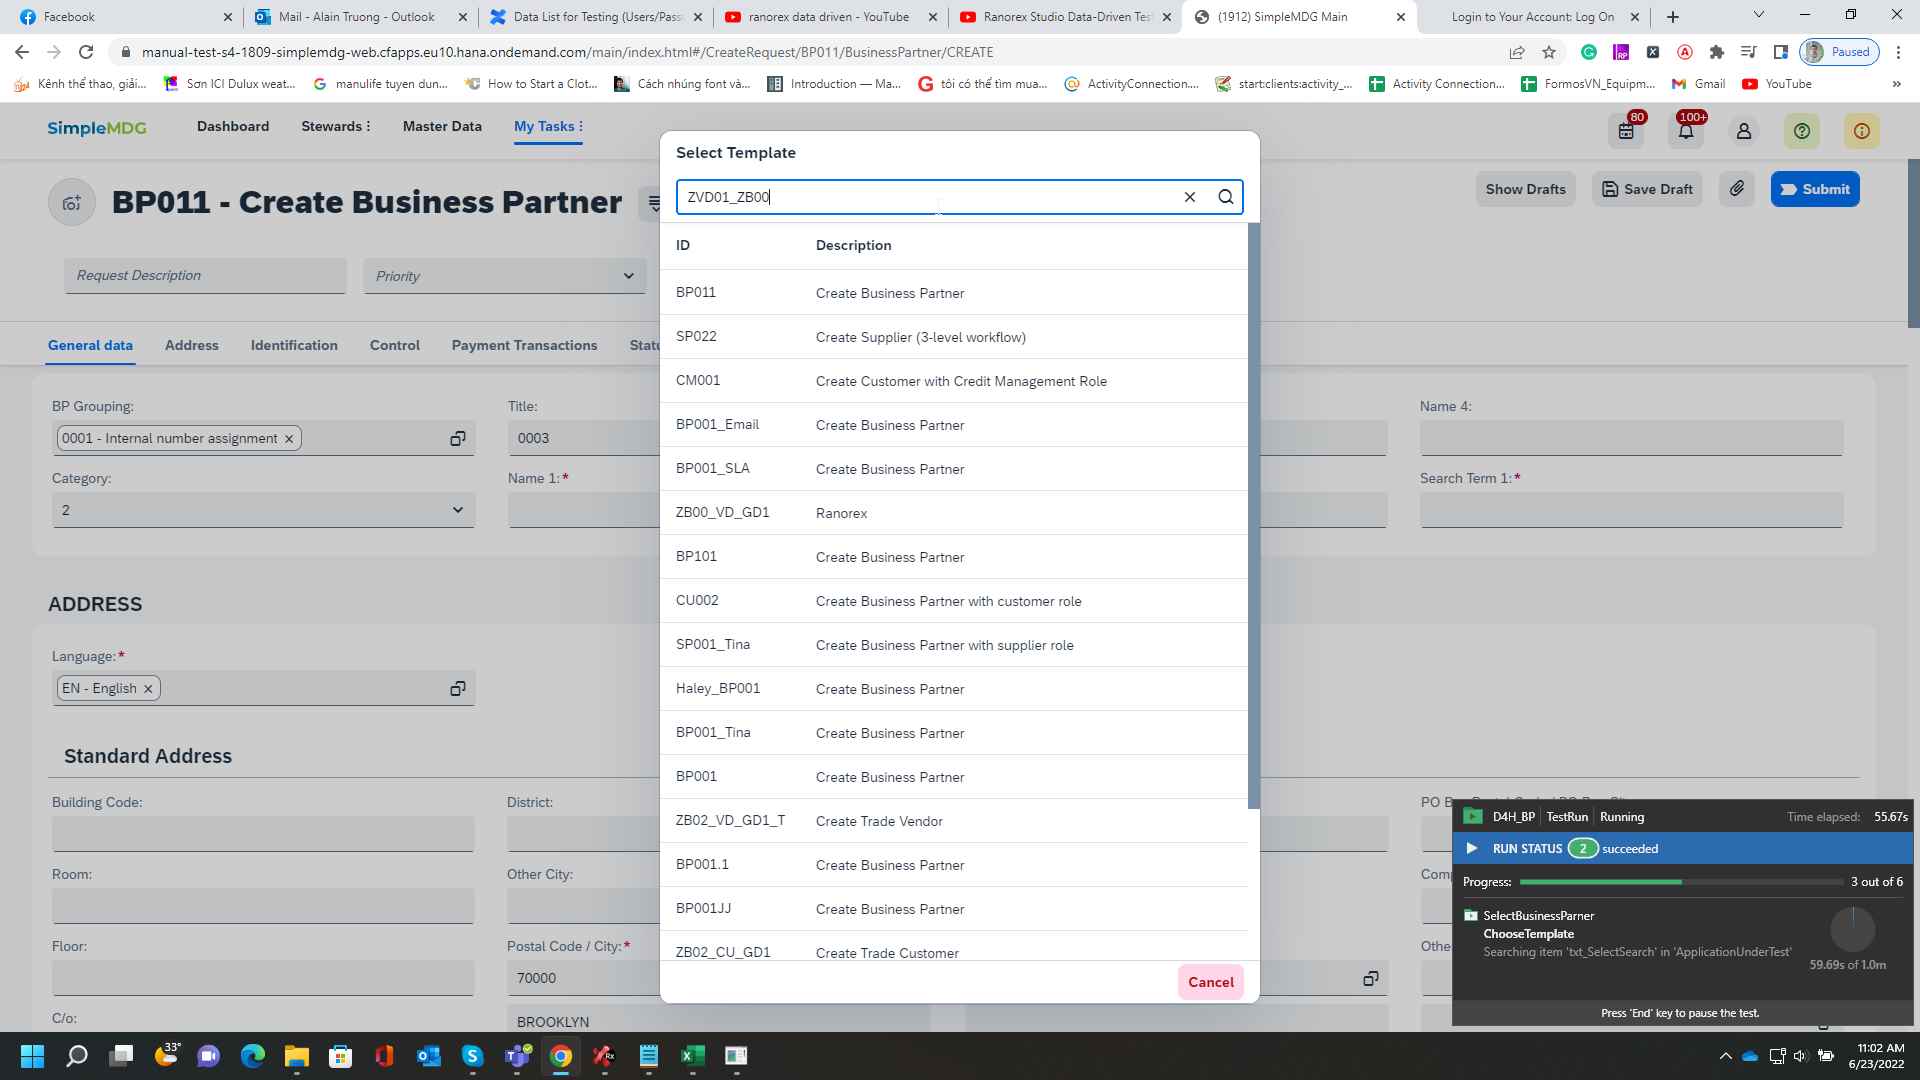 Facebook
Mail - Alain Truong - Outlook
Data List for Testing (Users/Pass
ranorex data driven - YouTube
Ranorex Studio Data-Driven Tes
(1912) SimpleMDG Main
Login to Your Account: Log On
manual-test-s4-1809-simplemdg-web.cfapps.eu10.hana.ondemand.com/main/index.html#/CreateRequest/BP011/BusinessPartner/CREATE
Paused
Kênh thể thao, giải...
Sơn ICI Dulux weat...
manulife tuyen dun...
How to Start a Clot...
Cách nhúng font và...
Introduction — Ma...
tôi có thể tìm mua...
ActivityConnection....
start:clients:activity_...
Activity Connection...
FormosVN_Equipm...
Gmail
YouTube
»
SimpleMDG
Dashboard
Stewards
Master Data
My Tasks
80
100+
BP011 - Create Business Partner
Show Drafts
Save Draft
Submit
Request Description
Priority
General data
Address
Identification
Control
Payment Transactions
Statu
BP Grouping:
0001 - Internal number assignment
Title:
0003
Name 4:
Category:
2
Name 1:*
Search Term 1:*
ADDRESS
Language:*
EN - English
Standard Address
Building Code:
District:
Room:
Other City:
Floor:
Postal Code / City:*
70000
C/o:
BROOKLYN
Select Template
ZVD01_ZB00
ID Description
BP011 Create Business Partner
SP022 Create Supplier (3-level workflow)
CM001 Create Customer with Credit Management Role
BP001_Email Create Business Partner
BP001_SLA Create Business Partner
ZB00_VD_GD1 Ranorex
BP101 Create Business Partner
CU002 Create Business Partner with customer role
SP001_Tina Create Business Partner with supplier role
Haley_BP001 Create Business Partner
BP001_Tina Create Business Partner
BP001 Create Business Partner
ZB02_VD_GD1_T Create Trade Vendor
BP001.1 Create Business Partner
BP001JJ Create Business Partner
ZB02_CU_GD1 Create Trade Customer
Cancel
PO B
Com
Othe
D4H_BP TestRun Running
Time elapsed: 55.67s
RUN STATUS 2 succeeded
Progress: 3 out of 6
SelectBusinessParner
ChooseTemplate
Searching item 'txt_SelectSearch' in 'ApplicationUnderTest'
59.69s of 1.0m
Press 'End' key to pause the test.
33°
11:02 AM
6/23/2022